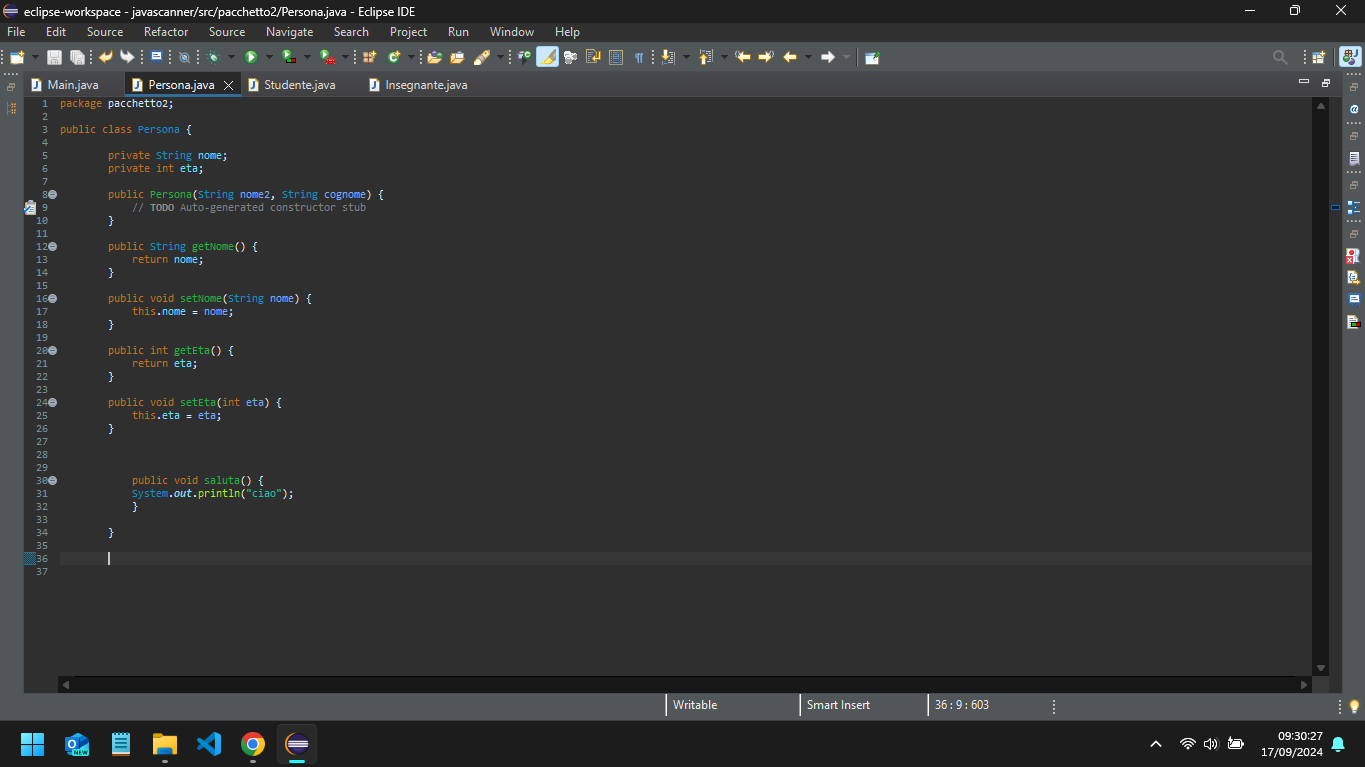 eclipse-workspace - javascanner/src/pacchetto2/Persona.java - Eclipse IDE
File Edit Source Refactor Source Navigate Search Project Run Window Help
Main.java Persona.java Studente.java Insegnante.java
1 package pacchetto2;
2
3 public class Persona {
4
5 private String nome;
6 private int eta;
7
8 public Persona(String nome2, String cognome) {
9 // TODO Auto-generated constructor stub
10 }
11
12 public String getNome() {
13 return nome;
14 }
15
16 public void setNome(String nome) {
17 this.nome = nome;
18 }
19
20 public int getEta() {
21 return eta;
22 }
23
24 public void setEta(int eta) {
25 this.eta = eta;
26 }
27
28
29
30 public void saluta() {
31 System.out.println("ciao");
32 }
33
34 }
35
36
37
Writable Smart Insert 36 : 9 : 603
NEW
09:30:27
17/09/2024